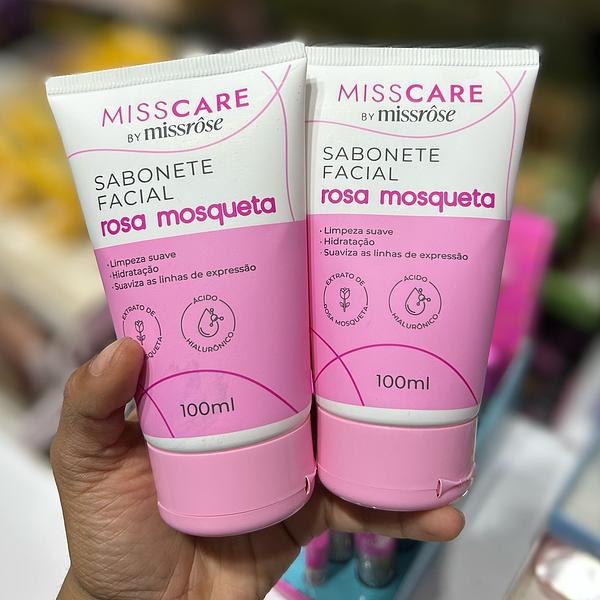 MISSCARE
BY missrôse
SABONETE
FACIAL
rosa mosqueta
· Limpeza suave
· Hidratação
· Suaviza as linhas de expressão
EXTRATO DE
MOSQUETA
ÁCIDO
HIALURÔNICO
100ml
MISSCARE
BY missrôse
SABONETE
FACIAL
rosa mosqueta
· Limpeza suave
· Hidratação
· Suaviza as linhas de expressão
EXTRATO DE
ROSA MOSQUETA
ÁCIDO
HIALURÔNICO
100ml